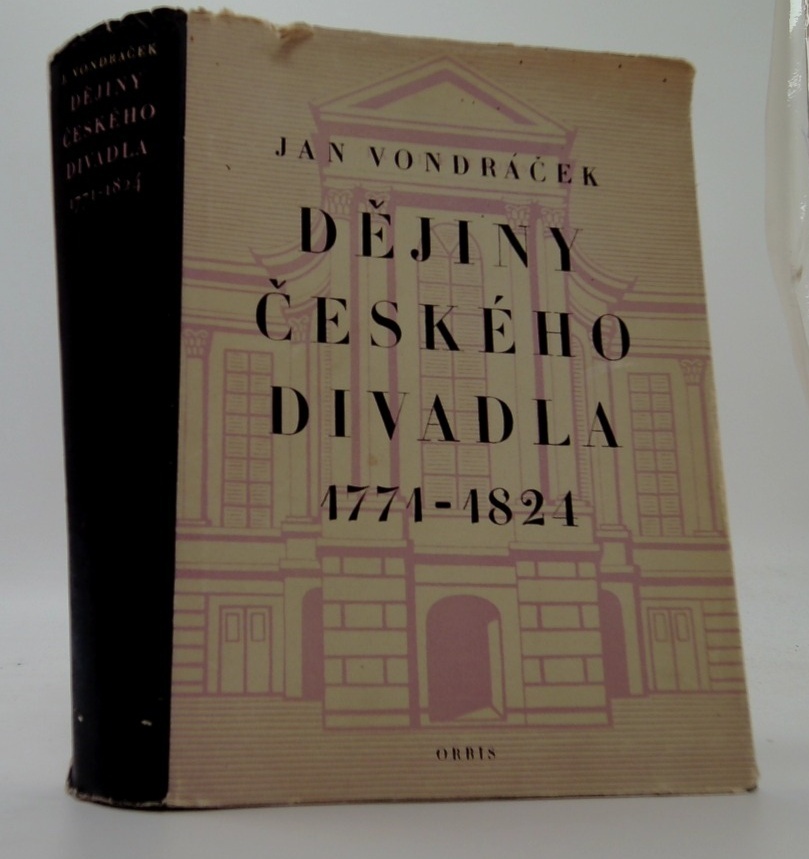 J. VONDRÁČEK
DĚJINY
ČESKÉHO
DIVADLA
1771-1824
JAN VONDRÁČEK
DĚJINY
ČESKÉHO
DIVADLA
1771-1824
ORBIS